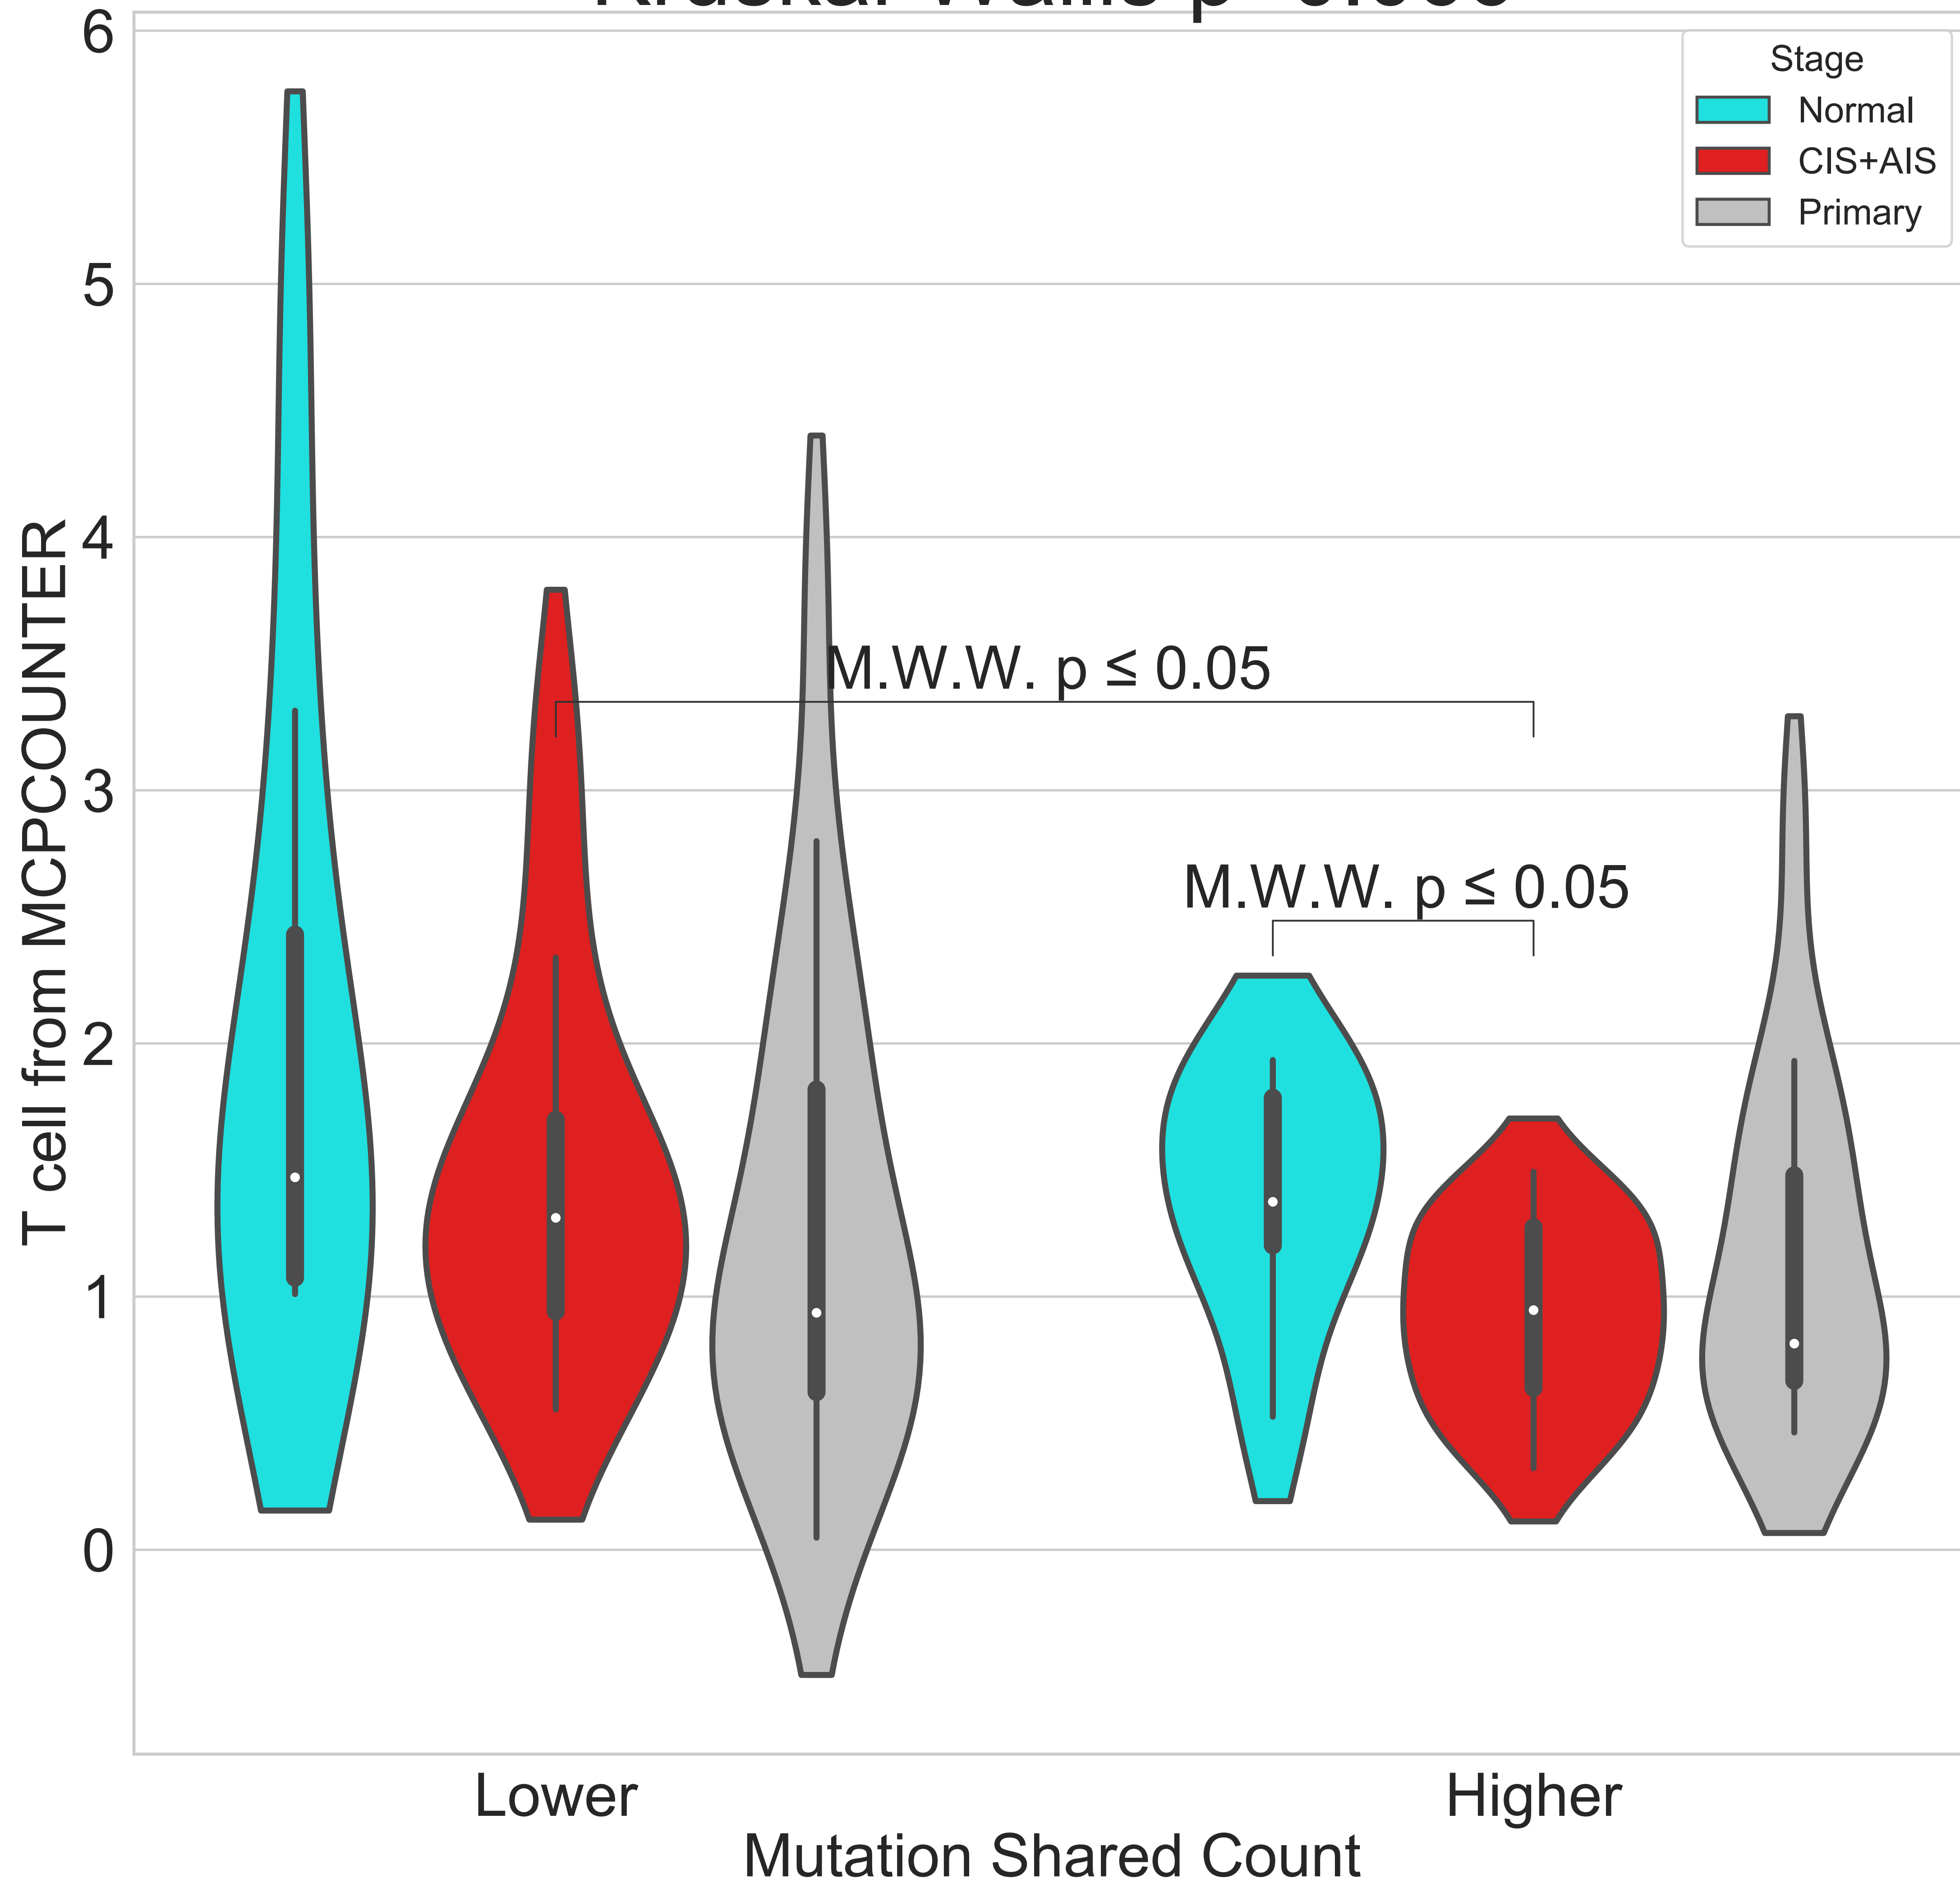 6
5
4
3
2
1
0
T cell from MCPCOUNTER
Stage
Normal
CIS+AIS
Primary
M.W.W. p ≤ 0.05
M.W.W. p ≤ 0.05
Lower
Higher
Mutation Shared Count